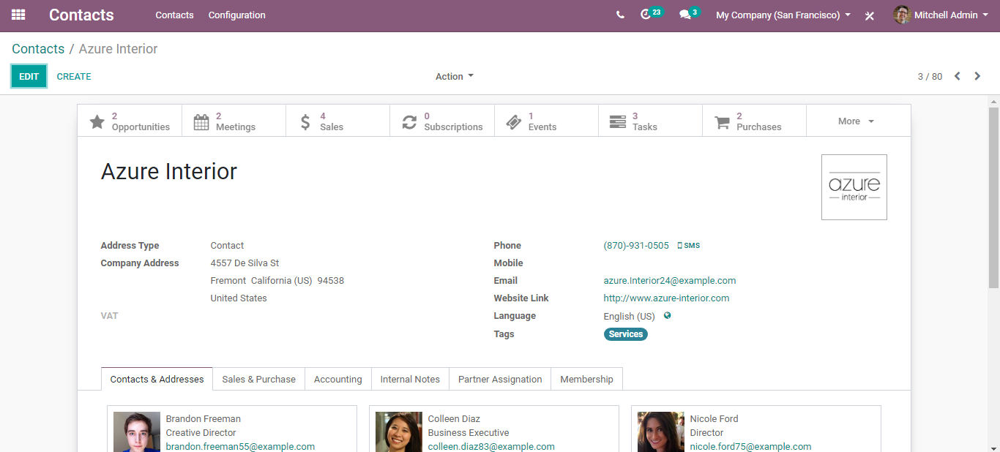 Contacts Contacts Configuration 23 3 My Company (San Francisco) Mitchell Admin
Contacts / Azure Interior
EDIT CREATE Action 3 / 80
2 Opportunities
2 Meetings
4 Sales
0 Subscriptions
1 Events
3 Tasks
2 Purchases
More
Azure Interior
azure
interior
Address Type Contact
Company Address 4557 De Silva St
Fremont California (US) 94538
United States
VAT
Phone (870)-931-0505 SMS
Mobile
Email azure.Interior24@example.com
Website Link http://www.azure-interior.com
Language English (US)
Tags Services
Contacts & Addresses Sales & Purchase Accounting Internal Notes Partner Assignation Membership
Brandon Freeman
Creative Director
brandon.freeman55@example.com
Colleen Diaz
Business Executive
colleen.diaz83@example.com
Nicole Ford
Director
nicole.ford75@example.com